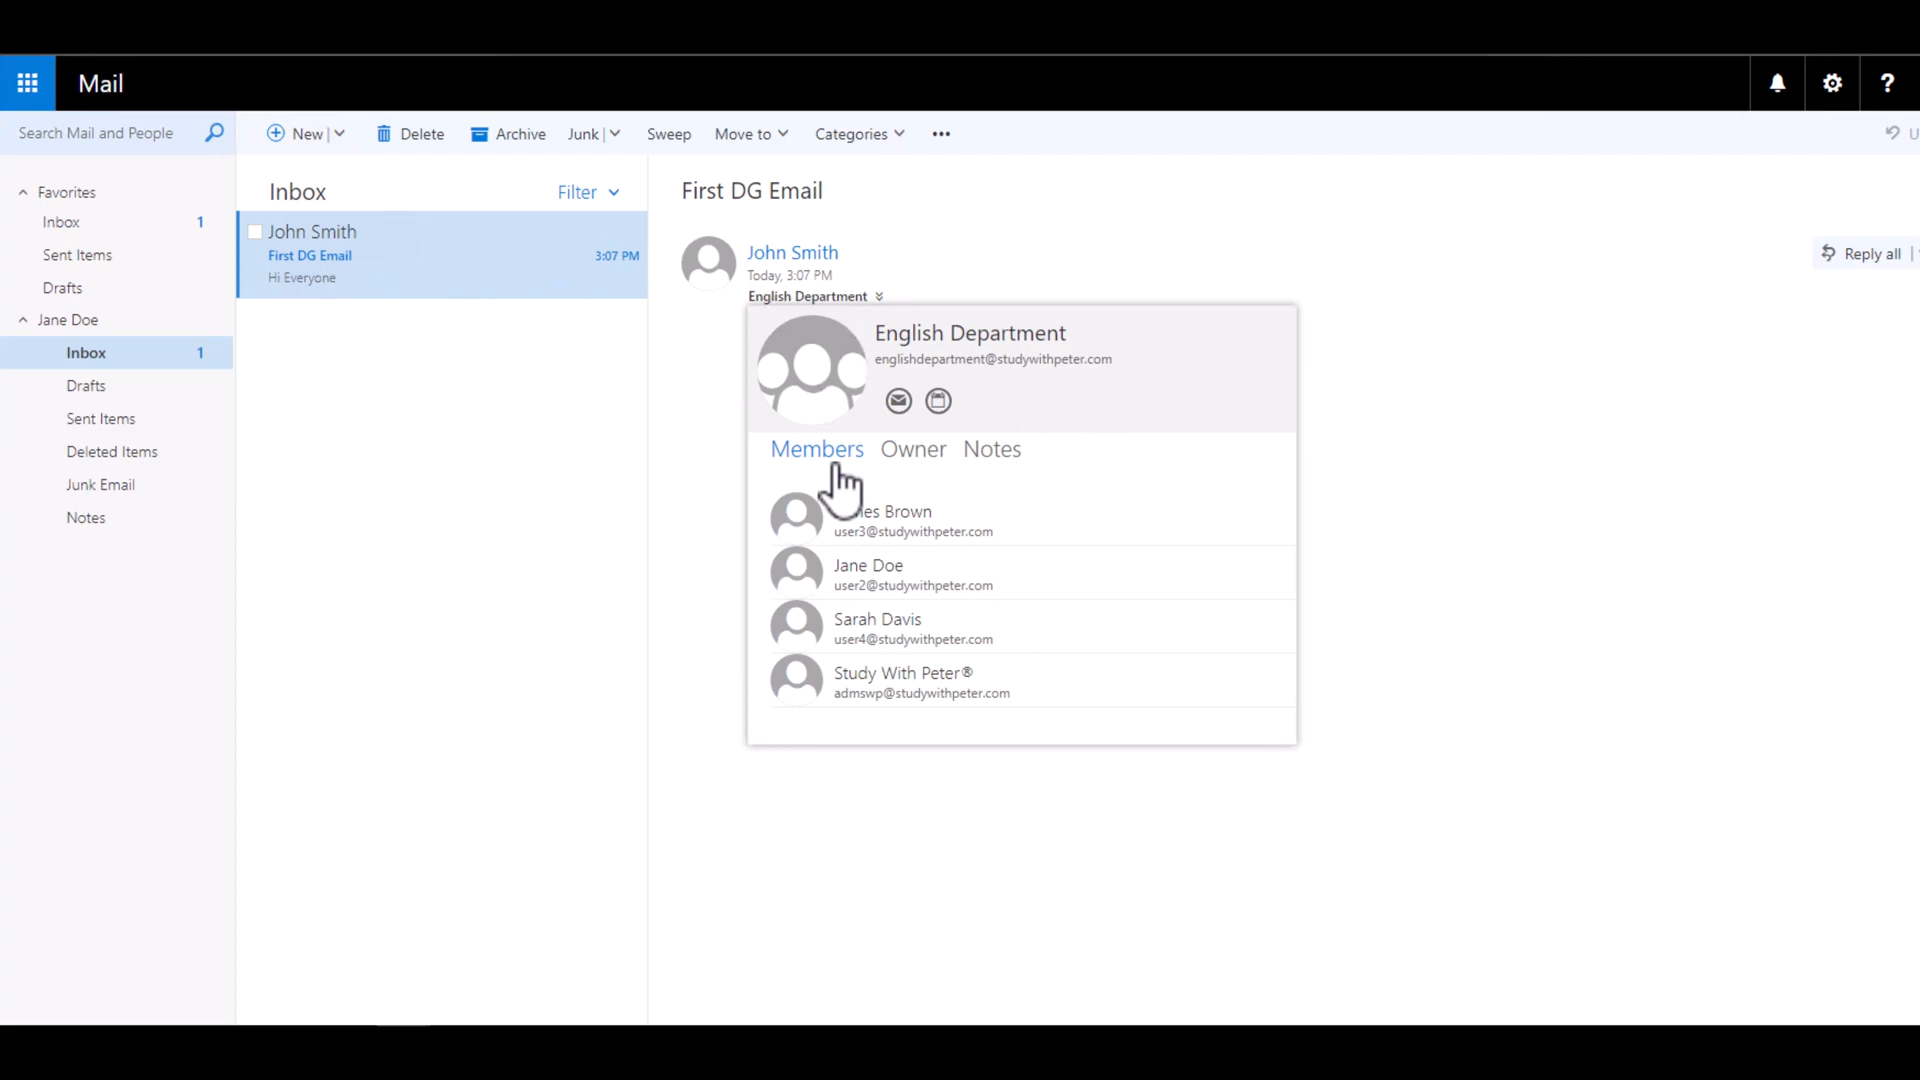 Mail
Search Mail and People
New
Delete
Archive
Junk
Sweep
Move to
Categories
U
Favorites
Inbox 1
Sent Items
Drafts
Jane Doe
Inbox 1
Drafts
Sent Items
Deleted Items
Junk Email
Notes
Inbox
Filter
John Smith
First DG Email 3:07 PM
Hi Everyone
First DG Email
John Smith
Today, 3:07 PM
English Department
Reply all
English Department
englishdepartment@studywithpeter.com
Members Owner Notes
Brown
user3@studywithpeter.com
Jane Doe
user2@studywithpeter.com
Sarah Davis
user4@studywithpeter.com
Study With Peter®
admswp@studywithpeter.com